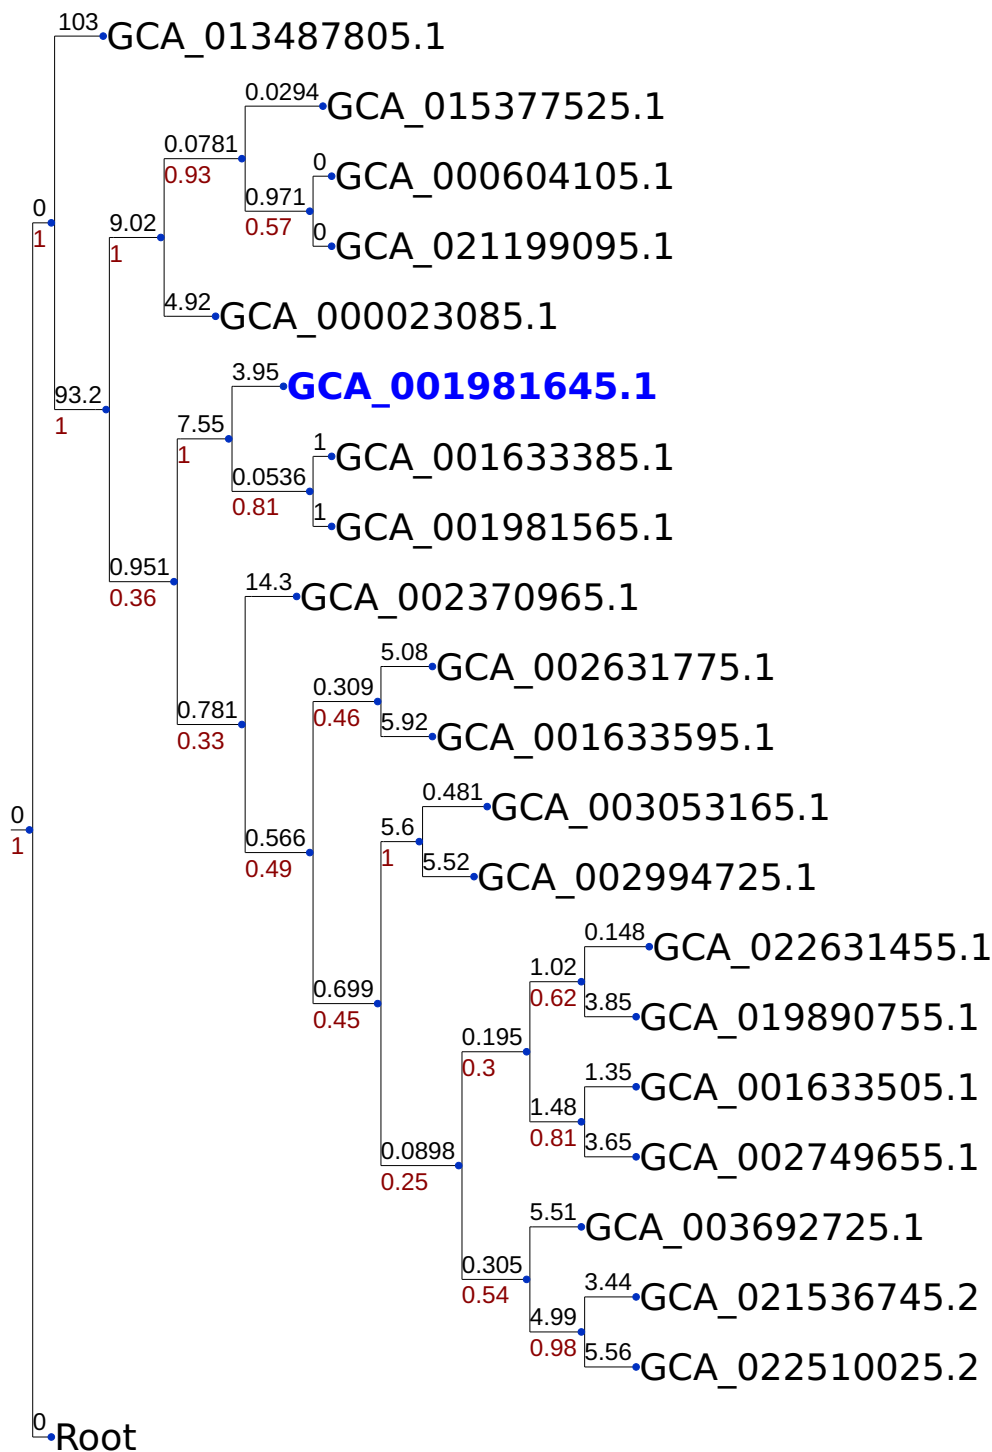 103
GCA_013487805.1
0.0294
GCA_015377525.1
0.0781
0.93
0
GCA_000604105.1
0.971
0.57
0
GCA_021199095.1
0
1
9.02
1
4.92
GCA_000023085.1
3.95
GCA_001981645.1
93.2
1
7.55
1
1
GCA_001633385.1
0.0536
0.81
1
GCA_001981565.1
0.951
0.36
14.3
GCA_002370965.1
5.08
GCA_002631775.1
0.309
0.46
0.781
0.33
5.92
GCA_001633595.1
0.481
GCA_003053165.1
0
1
5.6
1
0.566
0.49
5.52
GCA_002994725.1
0.148
GCA_022631455.1
1.02
0.62
0.699
0.45
3.85
GCA_019890755.1
0.195
0.3
1.35
GCA_001633505.1
1.48
0.81
3.65
GCA_002749655.1
0.0898
0.25
5.51
GCA_003692725.1
0.305
0.54
3.44
GCA_021536745.2
4.99
0.98
5.56
GCA_022510025.2
0
Root